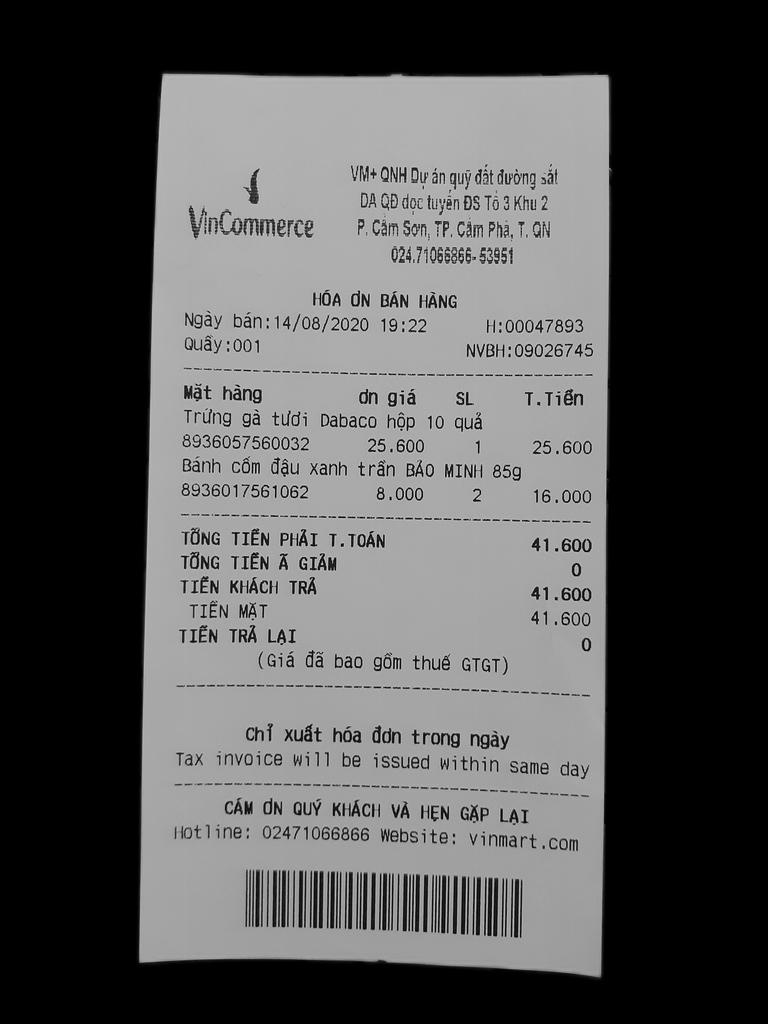 VinCommerce
VM+ QNH Dự án quỹ đất đường sắt
DA QĐ dọc tuyến ĐS Tổ 3 Khu 2
P. Cẩm Sơn, TP. Cẩm Phả, T. QN
024.71066866-53951
HÓA ƠN BÁN HÀNG
Ngày bán:14/08/2020 19:22 H:00047893
Quầy:001 NVBH:09026745
Mặt hàng ơn giá SL T.Tiền
Trứng gà tươi Dabaco hộp 10 quả
8936057560032 25.600 1 25.600
Bánh cốm đậu xanh trần BẢO MINH 85g
8936017561062 8.000 2 16.000
TỔNG TIỀN PHẢI T.TOÁN 41.600
TỔNG TIỀN Ã GIẢM 0
TIỀN KHÁCH TRẢ 41.600
TIỀN MẶT 41.600
TIỀN TRẢ LẠI 0
(Giá đã bao gồm thuế GTGT)
Chỉ xuất hóa đơn trong ngày
Tax invoice will be issued within same day
CÁM ƠN QUÝ KHÁCH VÀ HẸN GẶP LẠI
Hotline: 02471066866 Website: vinmart.com